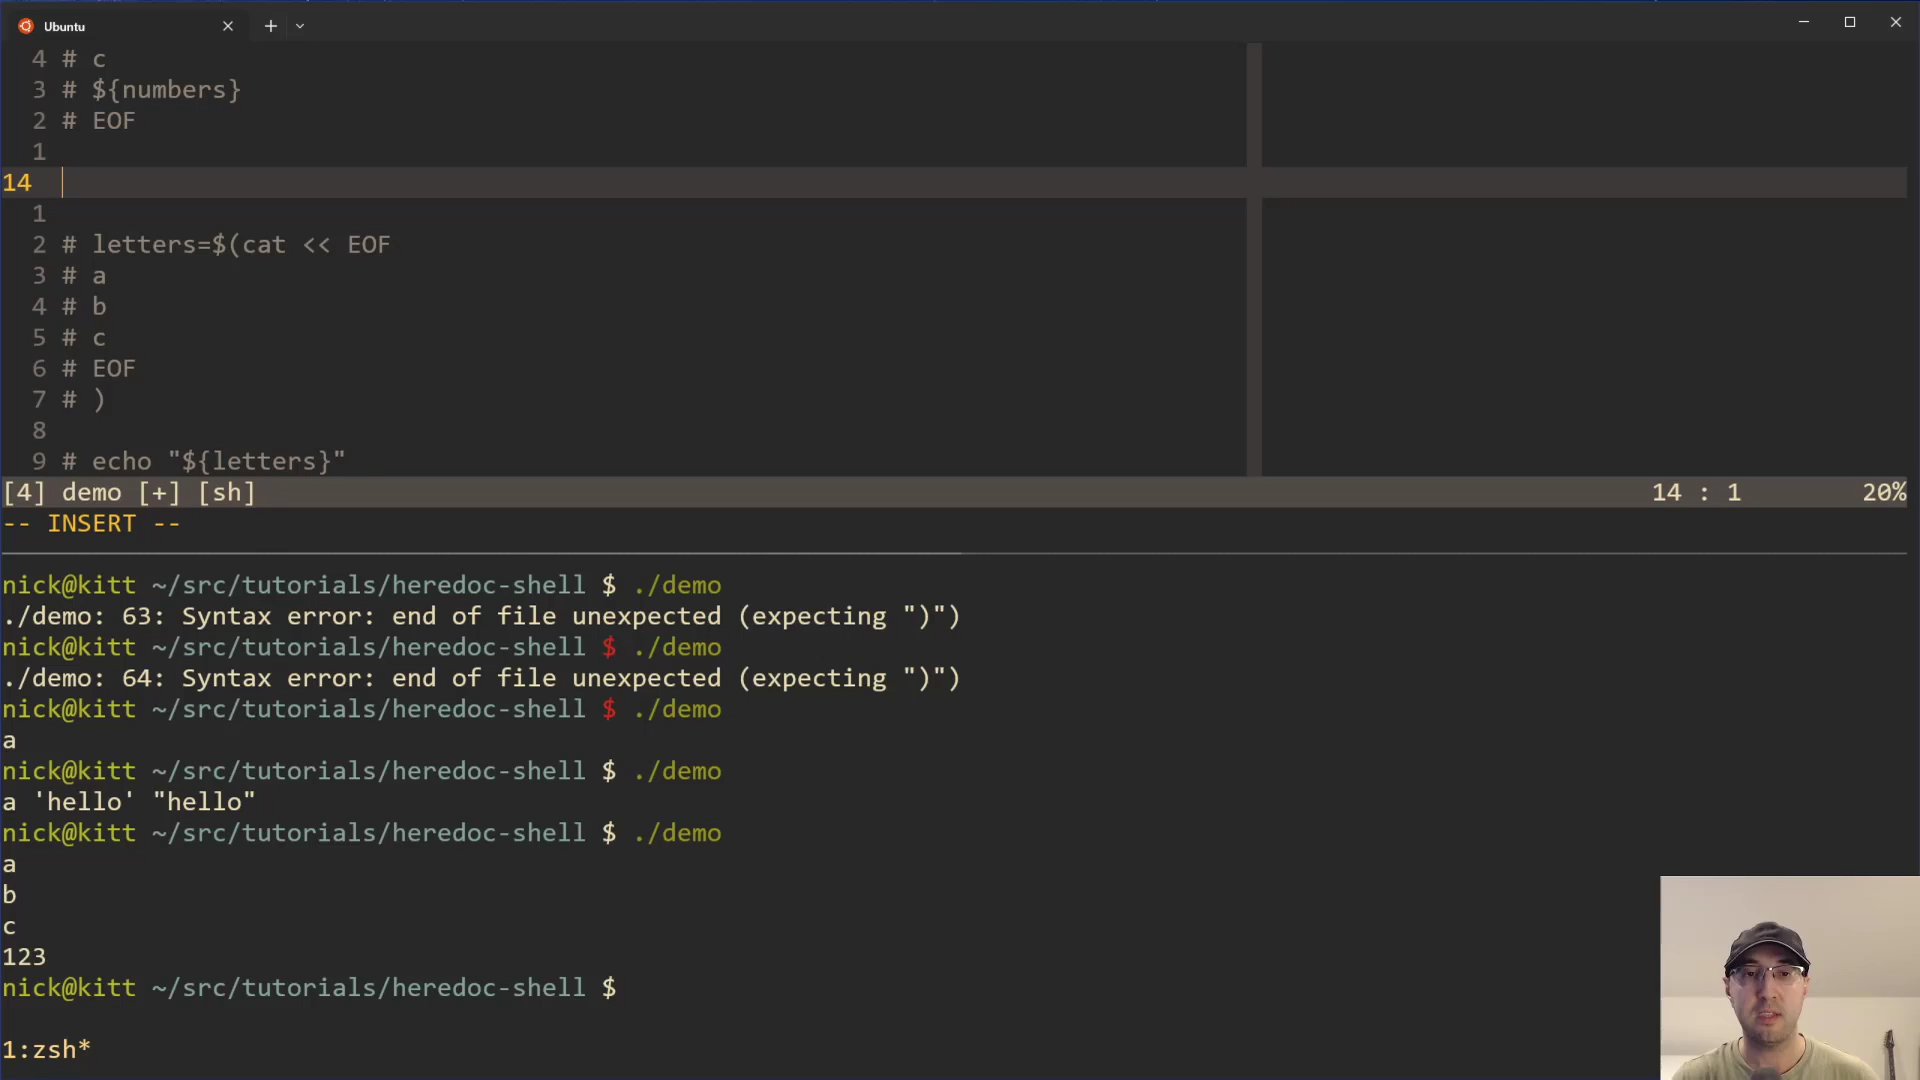 Ubuntu
4 # c
3 # ${numbers}
2 # EOF
1
14
1
2 # letters=$(cat << EOF
3 # a
4 # b
5 # c
6 # EOF
7 # )
8
9 # echo "${letters}"
[4] demo [+] [sh] 14 : 1 20%
-- INSERT --
nick@kitt ~/src/tutorials/heredoc-shell $ ./demo
./demo: 63: Syntax error: end of file unexpected (expecting ")")
nick@kitt ~/src/tutorials/heredoc-shell $ ./demo
./demo: 64: Syntax error: end of file unexpected (expecting ")")
nick@kitt ~/src/tutorials/heredoc-shell $ ./demo
a
nick@kitt ~/src/tutorials/heredoc-shell $ ./demo
a 'hello' "hello"
nick@kitt ~/src/tutorials/heredoc-shell $ ./demo
a
b
c
123
nick@kitt ~/src/tutorials/heredoc-shell $
1:zsh*